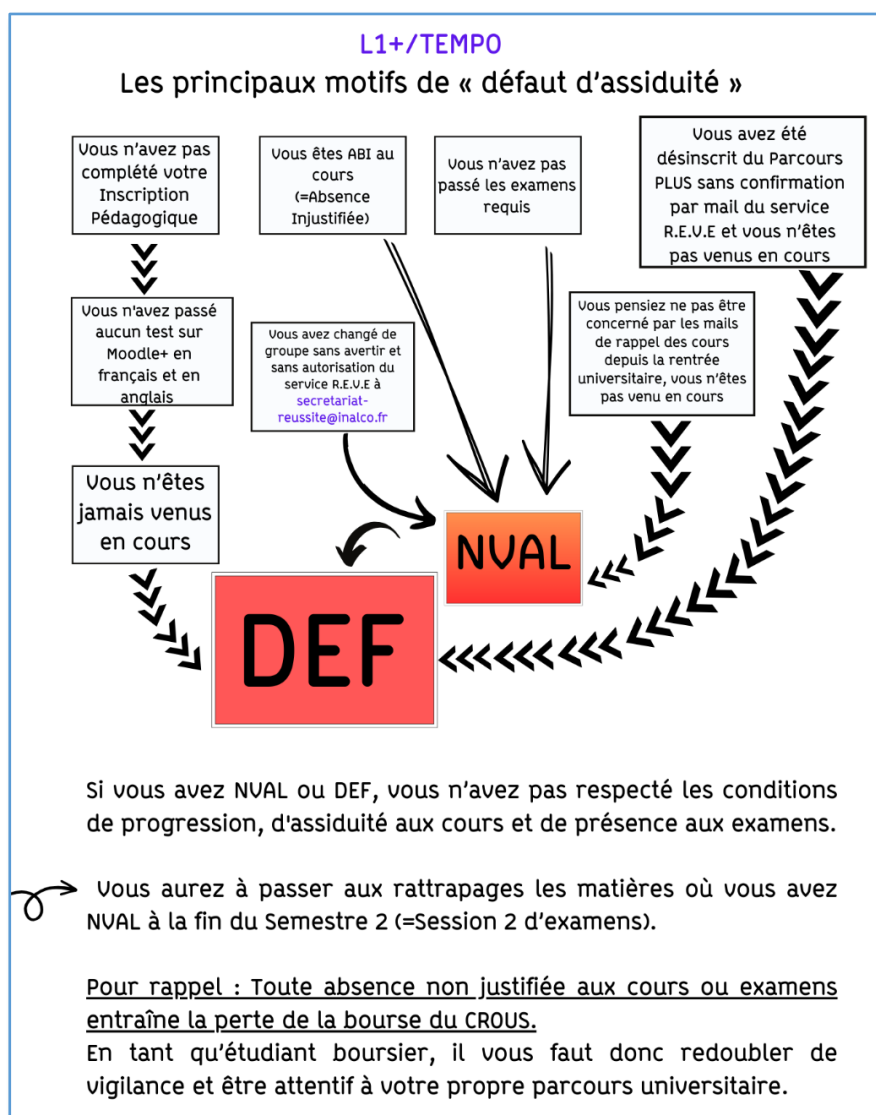 L1+/TEMPO
Les principaux motifs de « défaut d'assiduité »
Vous n'avez pas
complété votre
Inscription
Pédagogique
Vous êtes ABI au
cours
(=Absence
Injustifiée)
Vous n'avez pas
passé les examens
requis
Vous avez été
désinscrit du Parcours
PLUS sans confirmation
par mail du service
R.E.V.E et vous n'êtes
pas venus en cours
Vous n'avez passé
aucun test sur
Moodle+ en
français et en
anglais
Vous avez changé de
groupe sans avertir et
sans autorisation du
service R.E.V.E à
secretariat-
reussite@inalco.fr
Vous pensiez ne pas être
concerné par les mails
de rappel des cours
depuis la rentrée
universitaire, vous n'êtes
pas venu en cours
Vous n'êtes
jamais venus
en cours
NVAL
DEF
Si vous avez NVAL ou DEF, vous n'avez pas respecté les conditions
de progression, d'assiduité aux cours et de présence aux examens.
Vous aurez à passer aux rattrapages les matières où vous avez
NVAL à la fin du Semestre 2 (=Session 2 d'examens).
Pour rappel : Toute absence non justifiée aux cours ou examens
entraîne la perte de la bourse du CROUS.
En tant qu'étudiant boursier, il vous faut donc redoubler de
vigilance et être attentif à votre propre parcours universitaire.